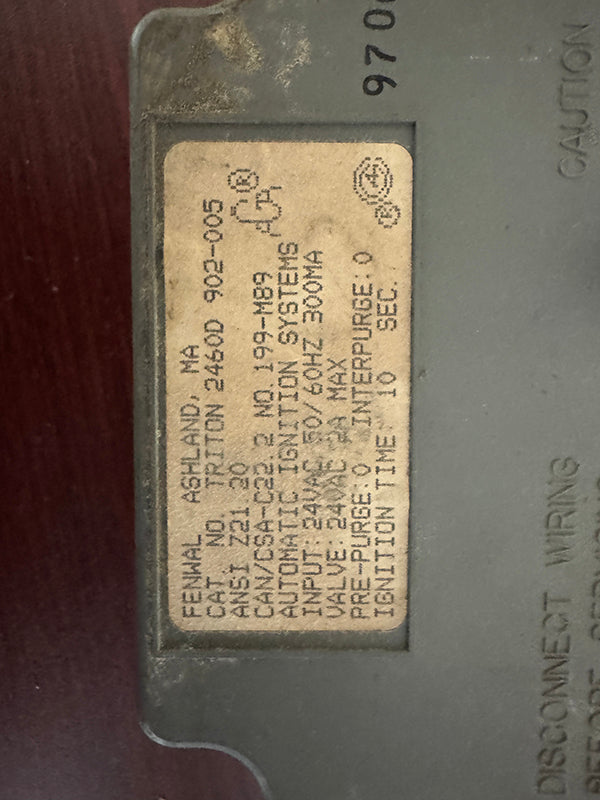 FENWAL ASHLAND, MA
CAT NO. TRITON 2460D 902-005
ANSI Z21.20
CAN/CSA-C22.2 NO.199-M89
AUTOMATIC IGNITION SYSTEMS
INPUT: 24VAC 50/60HZ 300MA
VALVE: 24VAC 2A MAX
PRE-PURGE:0 INTERPURGE:0
IGNITION TIME 10 SEC.
970
CAUTION
DISCONNECT WIRING
BEFORE SERVICING